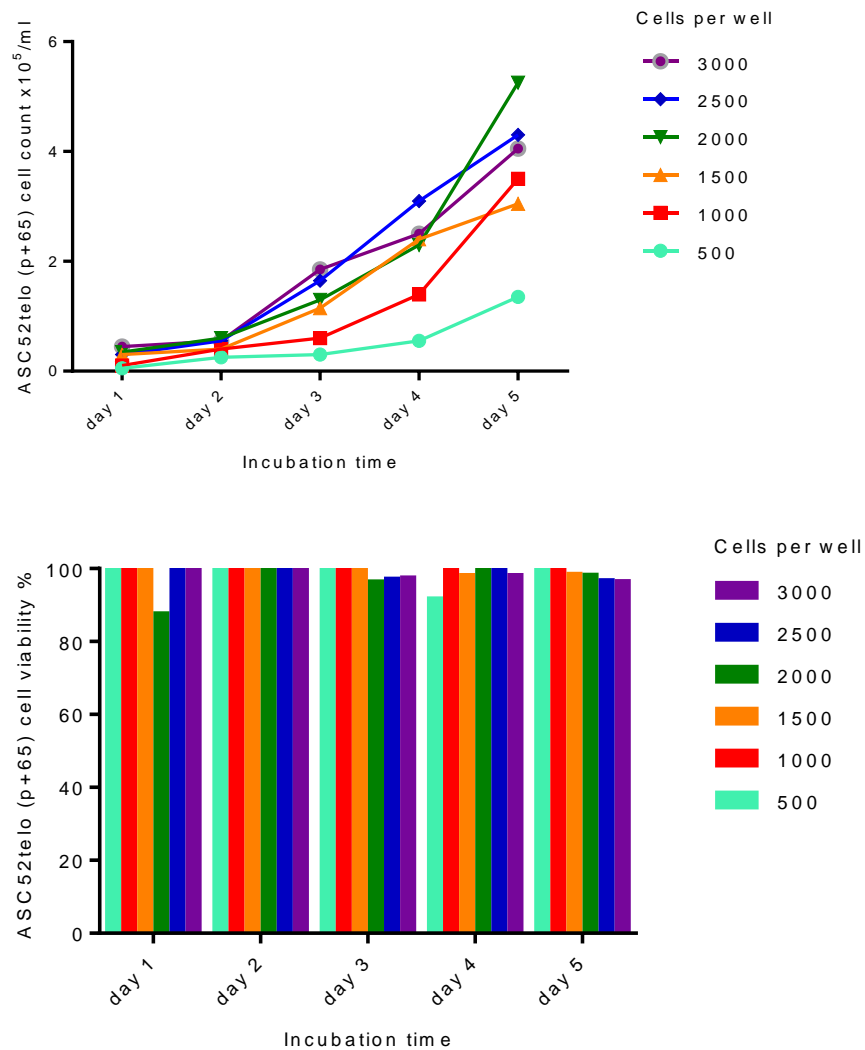 Cells per well
3000
2500
2000
1500
1000
500
ASC52telo (p+65) cell count x10⁵/ml
6
4
2
0
day 1
day 2
day 3
day 4
day 5
Incubation time
Cells per well
3000
2500
2000
1500
1000
500
ASC52telo (p+65) cell viability %
100
80
60
40
20
0
day 1
day 2
day 3
day 4
day 5
Incubation time